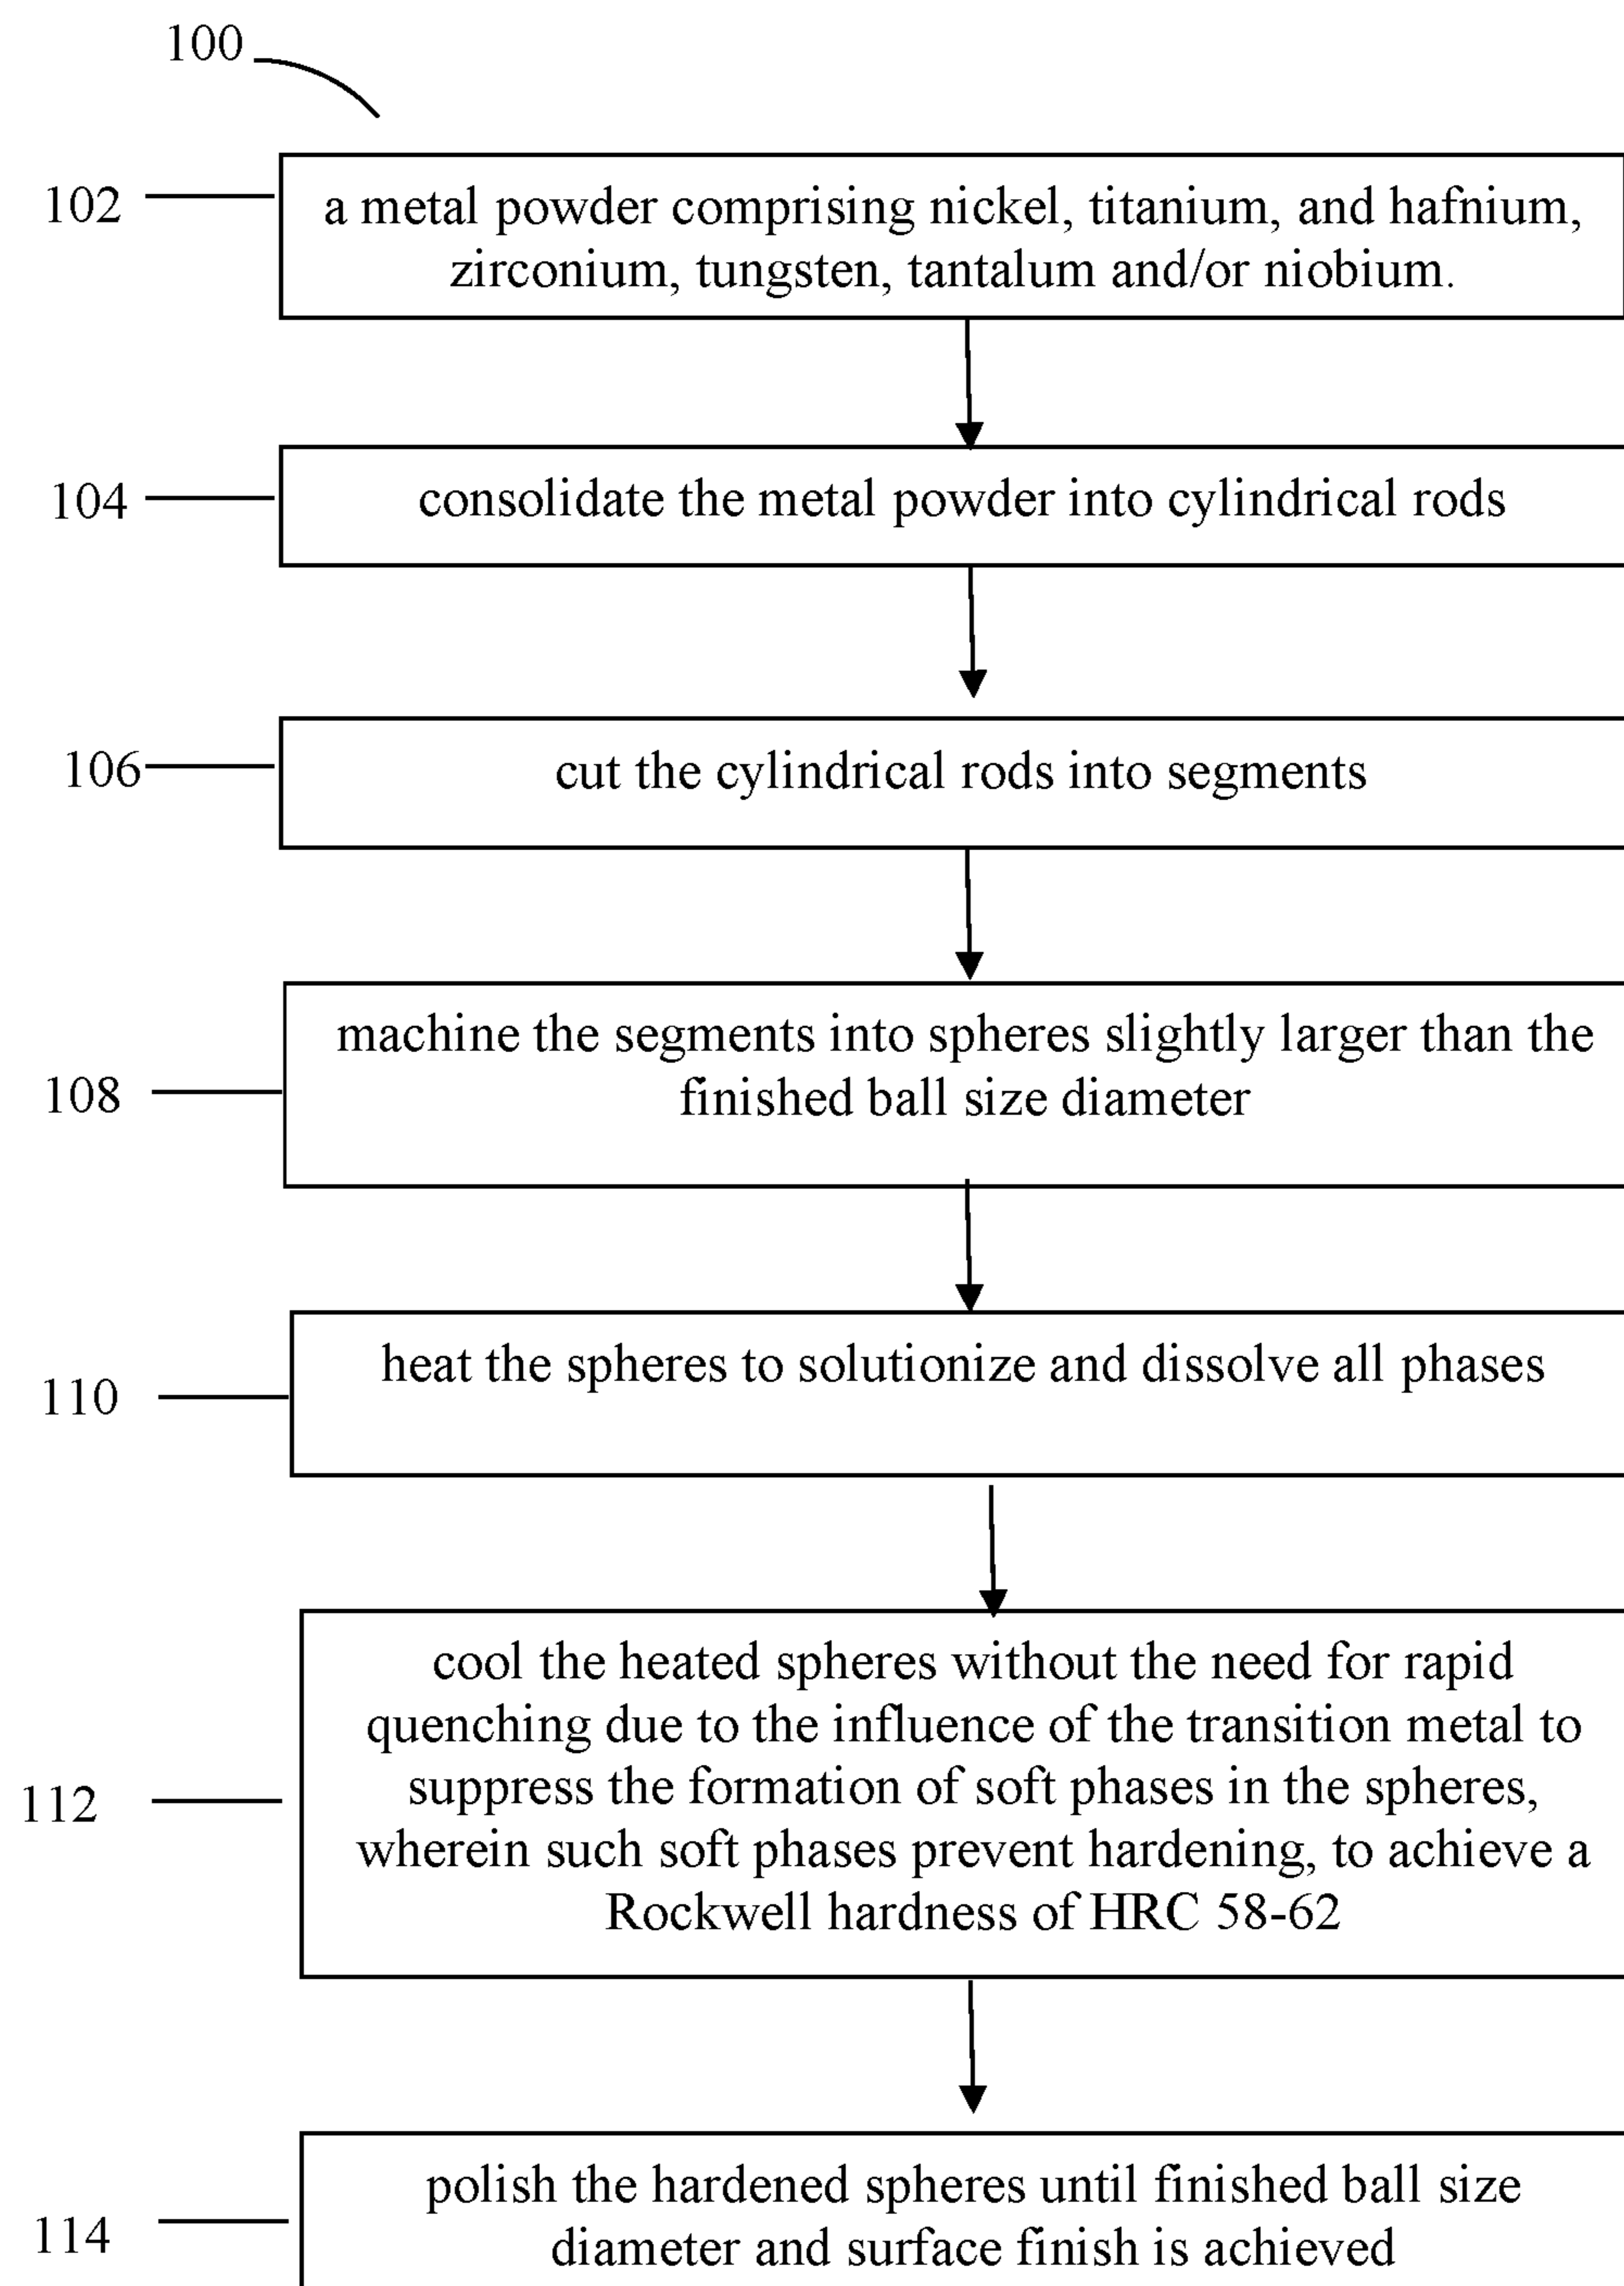 100
102
a metal powder comprising nickel, titanium, and hafnium,
zirconium, tungsten, tantalum and/or niobium.
104
consolidate the metal powder into cylindrical rods
106
cut the cylindrical rods into segments
108
machine the segments into spheres slightly larger than the
finished ball size diameter
110
heat the spheres to solutionize and dissolve all phases
112
cool the heated spheres without the need for rapid
quenching due to the influence of the transition metal to
suppress the formation of soft phases in the spheres,
wherein such soft phases prevent hardening, to achieve a
Rockwell hardness of HRC 58-62
114
polish the hardened spheres until finished ball size
diameter and surface finish is achieved